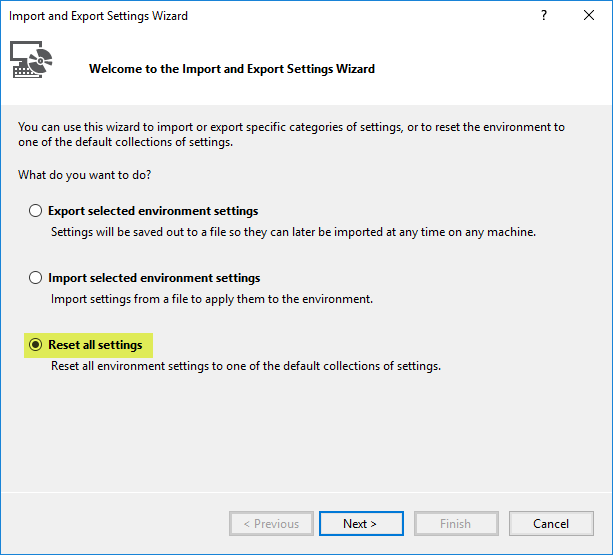 Import and Export Settings Wizard
?
Welcome to the Import and Export Settings Wizard
You can use this wizard to import or export specific categories of settings, or to reset the environment to
one of the default collections of settings.
What do you want to do?
Export selected environment settings
Settings will be saved out to a file so they can later be imported at any time on any machine.
Import selected environment settings
Import settings from a file to apply them to the environment.
Reset all settings
Reset all environment settings to one of the default collections of settings.
< Previous
Next >
Finish
Cancel